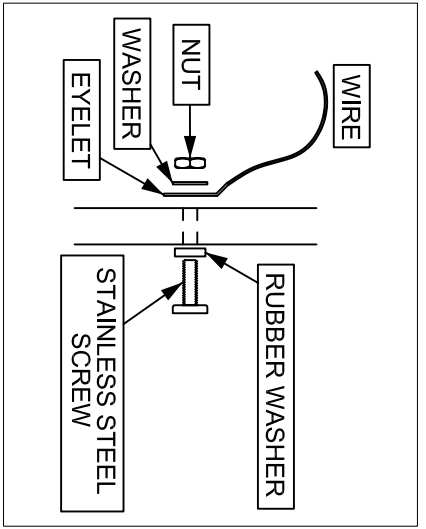 WIRE
RUBBER WASHER
NUT
WASHER
EYELET
STAINLESS STEEL
SCREW